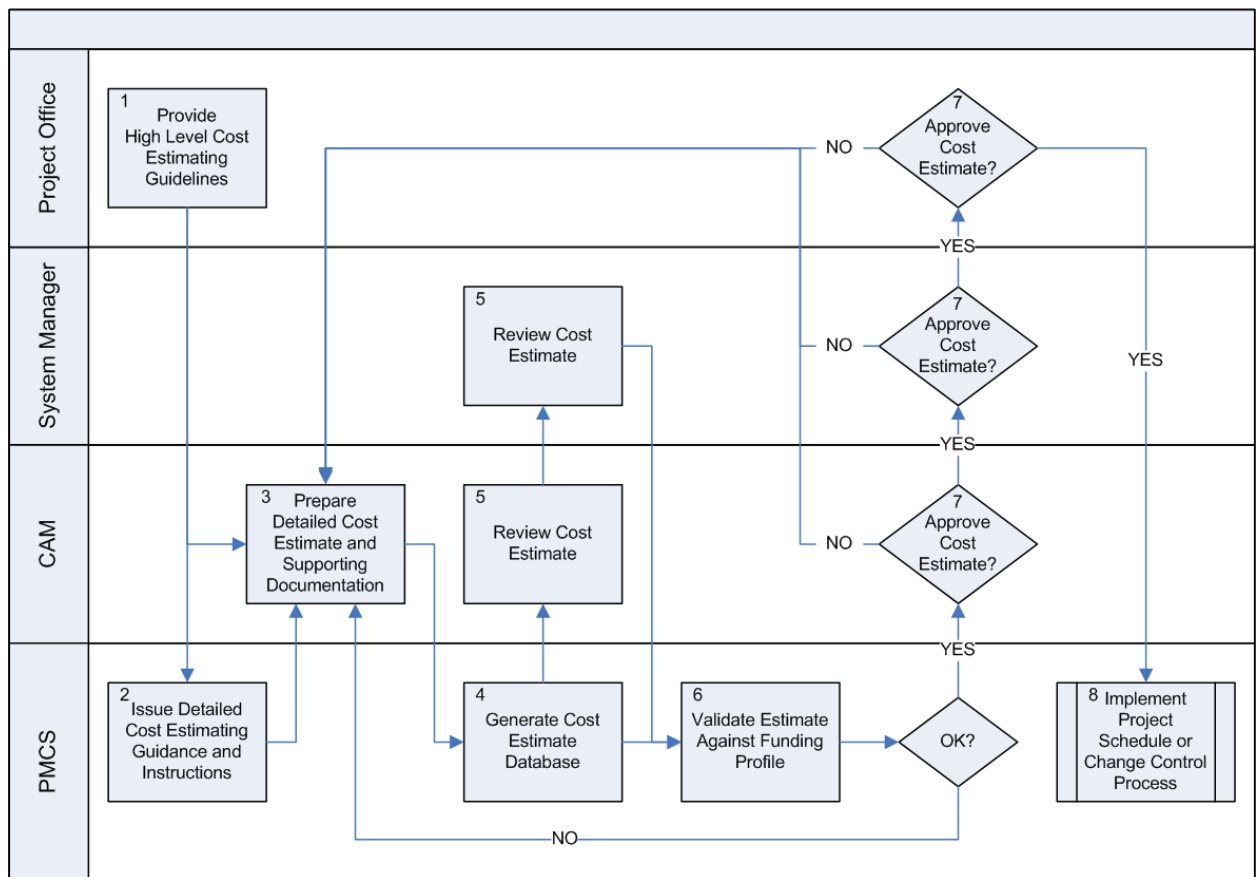 Project Office
1
Provide
High Level Cost
Estimating
Guidelines
NO
7
Approve
Cost
Estimate?
YES
System Manager
5
Review Cost
Estimate
NO
7
Approve
Cost
Estimate?
YES
YES
CAM
3
Prepare
Detailed Cost
Estimate and
Supporting
Documentation
5
Review Cost
Estimate
NO
7
Approve
Cost
Estimate?
YES
PMCS
2
Issue Detailed
Cost Estimating
Guidance and
Instructions
4
Generate Cost
Estimate
Database
6
Validate Estimate
Against Funding
Profile
OK?
8
Implement
Project
Schedule or
Change Control
Process
NO